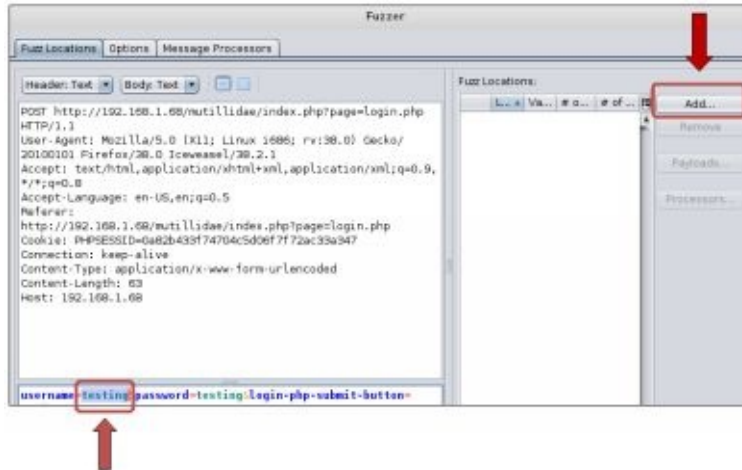 Fuzzer
Fuzz Locations Options Message Processors
Header: Text Body: Text
Fuzz Locations:
L... Va... # o... # of ...
Add...
Remove
Payloads...
Processors...
POST http://192.168.1.68/mutillidae/index.php?page=login.php
HTTP/1.1
User-Agent: Mozilla/5.0 (X11; Linux i686; rv:38.0) Gecko/
20100101 Firefox/38.0 Iceweasel/38.2.1
Accept: text/html,application/xhtml+xml,application/xml;q=0.9,
*/*;q=0.8
Accept-Language: en-US,en;q=0.5
Referer:
http://192.168.1.68/mutillidae/index.php?page=login.php
Cookie: PHPSESSID=0a82b433f74704c5d06f7f72ac33a347
Connection: keep-alive
Content-Type: application/x-www-form-urlencoded
Content-Length: 63
Host: 192.168.1.68
username=testing&password=testing&login-php-submit-button=